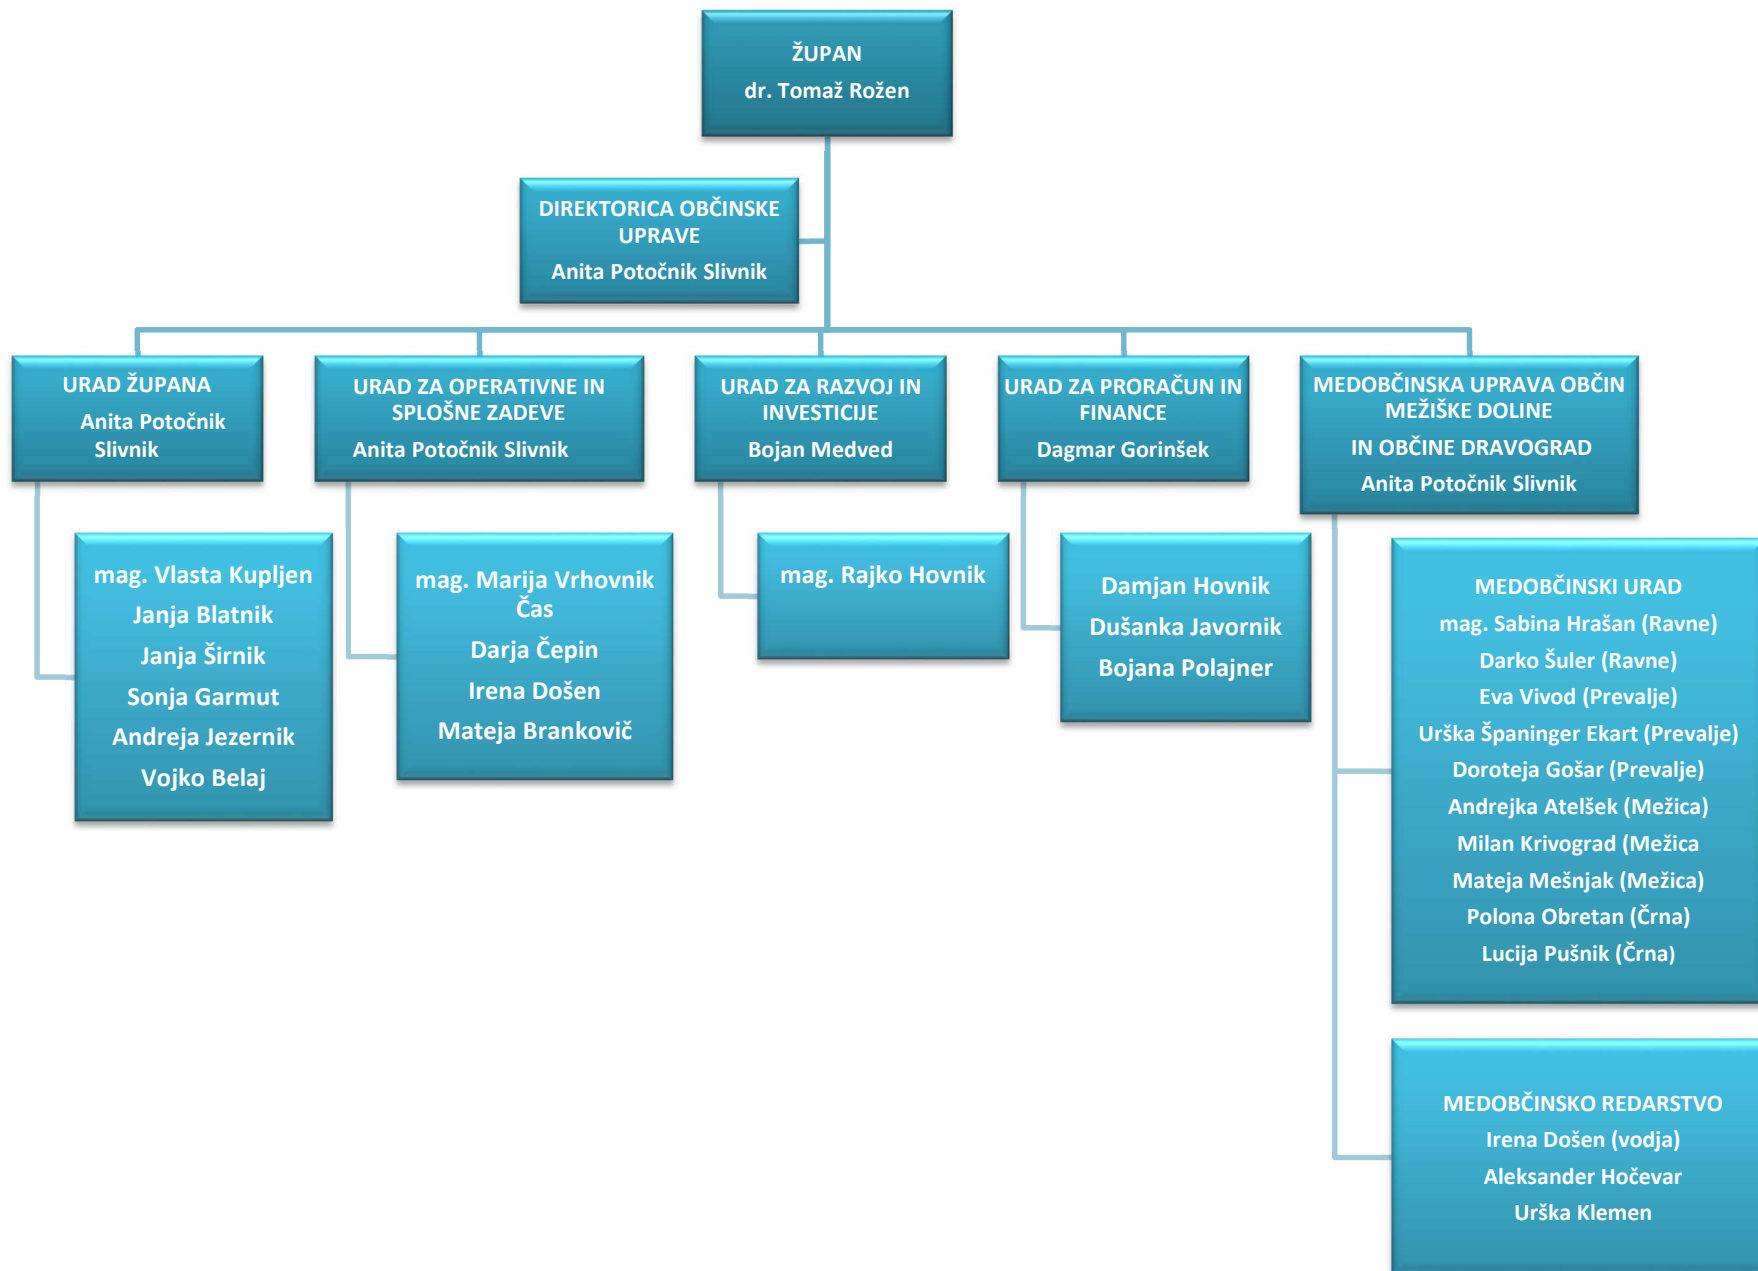 ŽUPAN
dr. Tomaž Rožen
DIREKTORICA OBČINSKE
UPRAVE
Anita Potočnik Slivnik
URAD ŽUPANA
Anita Potočnik
Slivnik
URAD ZA OPERATIVNE IN
SPLOŠNE ZADEVE
Anita Potočnik Slivnik
URAD ZA RAZVOJ IN
INVESTICIJE
Bojan Medved
URAD ZA PRORAČUN IN
FINANCE
Dagmar Gorinšek
MEDOBČINSKA UPRAVA OBČIN
MEŽIŠKE DOLINE
IN OBČINE DRAVOGRAD
Anita Potočnik Slivnik
mag. Vlasta Kupljen
Janja Blatnik
Janja Širnik
Sonja Garmut
Andreja Jezernik
Vojko Belaj
mag. Marija Vrhovnik
Čas
Darja Čepin
Irena Došen
Mateja Brankovič
mag. Rajko Hovnik
Damjan Hovnik
Dušanka Javornik
Bojana Polajner
MEDOBČINSKI URAD
mag. Sabina Hrašan (Ravne)
Darko Šuler (Ravne)
Eva Vivod (Prevalje)
Urška Španinger Ekart (Prevalje)
Doroteja Gošar (Prevalje)
Andrejka Atelšek (Mežica)
Milan Krivograd (Mežica
Mateja Mešnjak (Mežica)
Polona Obretan (Črna)
Lucija Pušnik (Črna)
MEDOBČINSKO REDARSTVO
Irena Došen (vodja)
Aleksander Hočevar
Urška Klemen